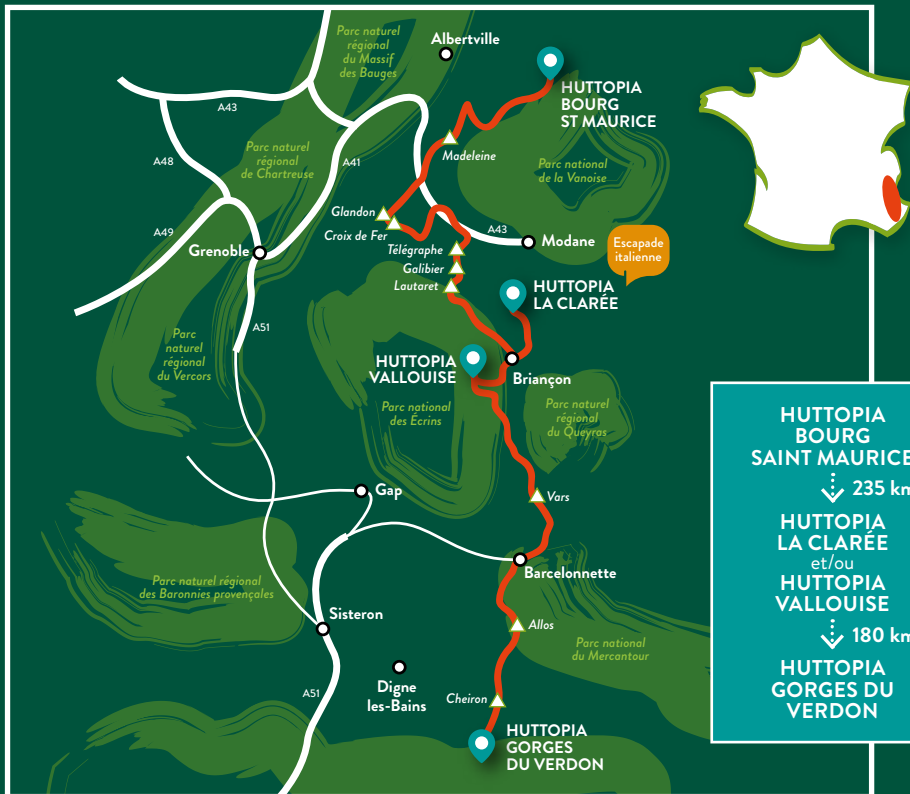 Parc naturel
régional
du Massif
des Bauges
Albertville
HUTTOPIA
BOURG
ST MAURICE
A43
A48
A41
A49
Parc naturel
régional
de Chartreuse
Madeleine
Parc national
de la Vanoise
Glandon
Croix de Fer
A43
Modane
Escapade
italienne
Grenoble
Télégraphe
Galibier
Lautaret
HUTTOPIA
LA CLARÉE
A51
Parc
naturel
régional
du Vercors
HUTTOPIA
VALLOUISE
Briançon
Parc national
des Écrins
Parc naturel
régional
du Queyras
Gap
Vars
Barcelonnette
Parc naturel régional
des Baronnies provençales
Sisteron
Allos
Parc national
du Mercantour
Digne
les-Bains
A51
Cheiron
HUTTOPIA
GORGES
DU VERDON
HUTTOPIA
BOURG
SAINT MAURICE
235 km
HUTTOPIA
LA CLARÉE
et/ou
HUTTOPIA
VALLOUISE
180 km
HUTTOPIA
GORGES DU
VERDON